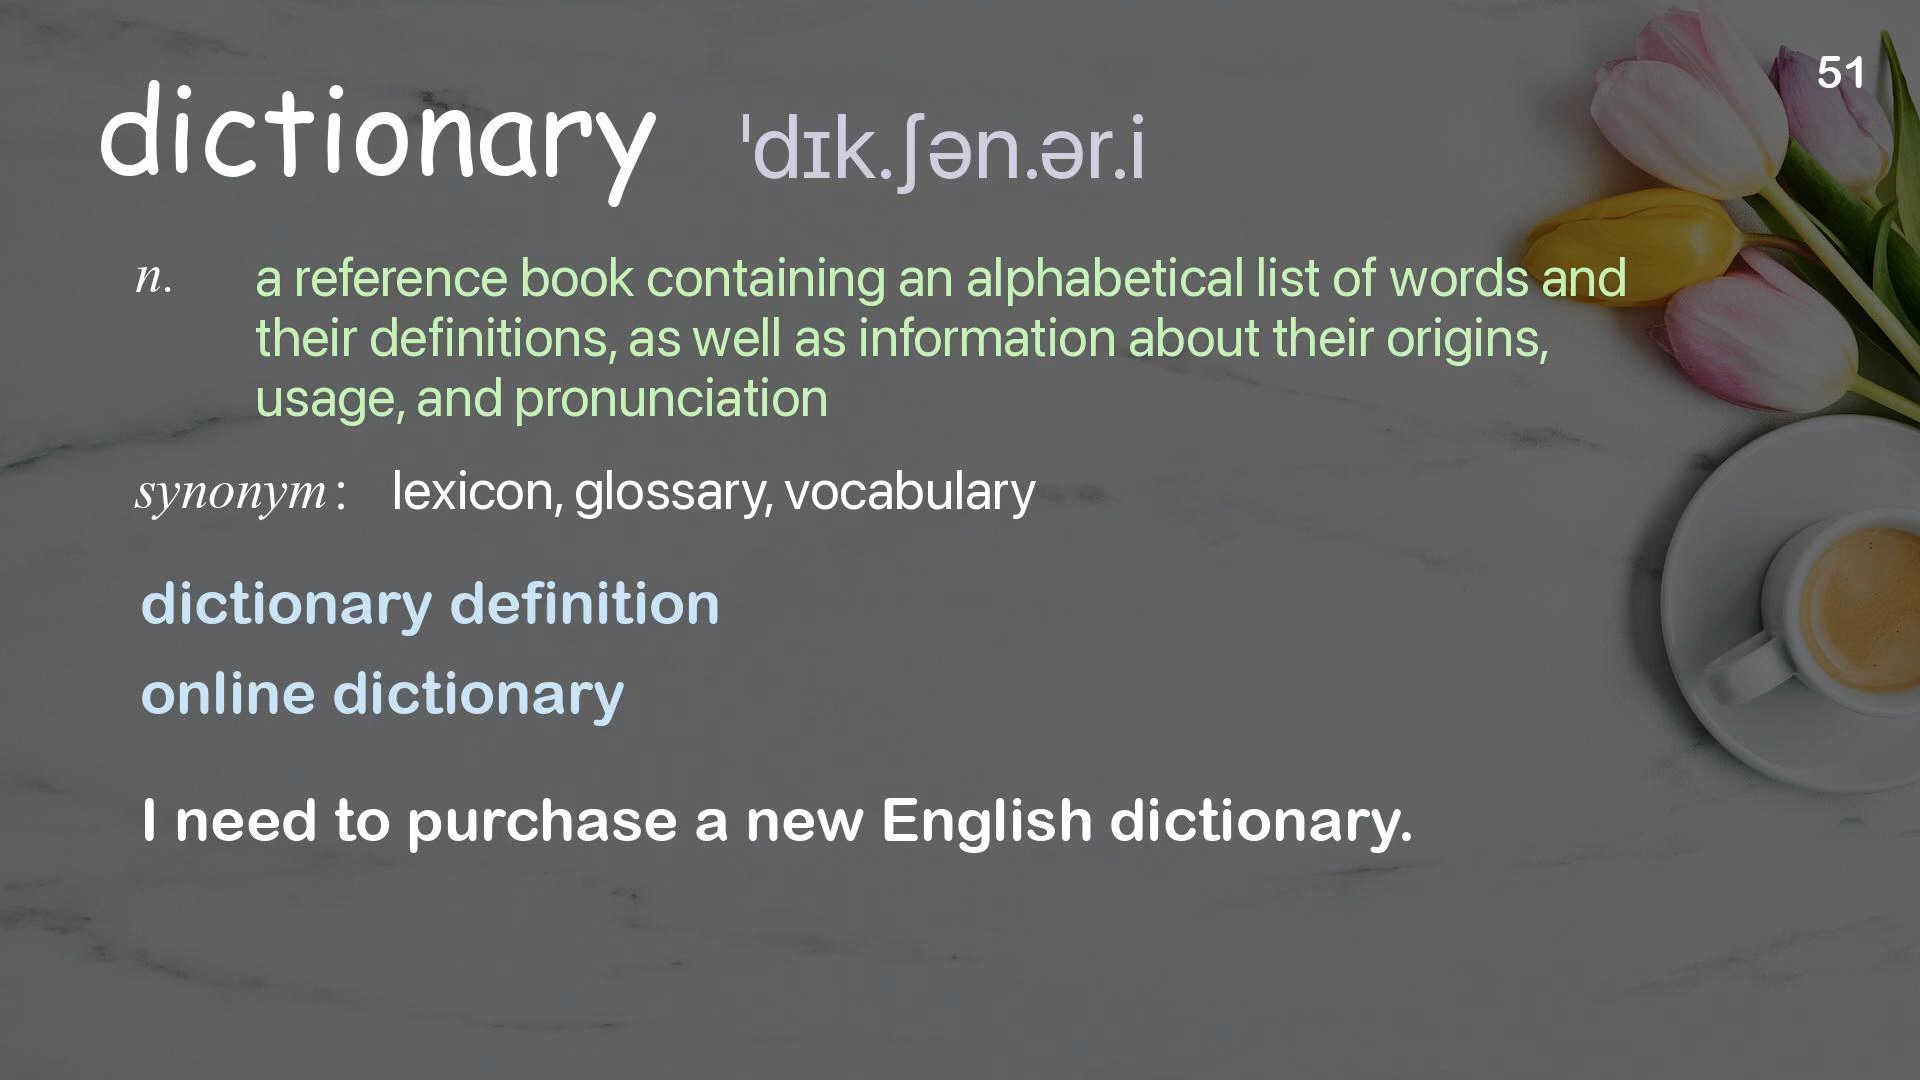 51
dictionary ˈdɪk.ʃən.ər.i
n. a reference book containing an alphabetical list of words and
their definitions, as well as information about their origins,
usage, and pronunciation
synonym: lexicon, glossary, vocabulary
dictionary definition
online dictionary
I need to purchase a new English dictionary.